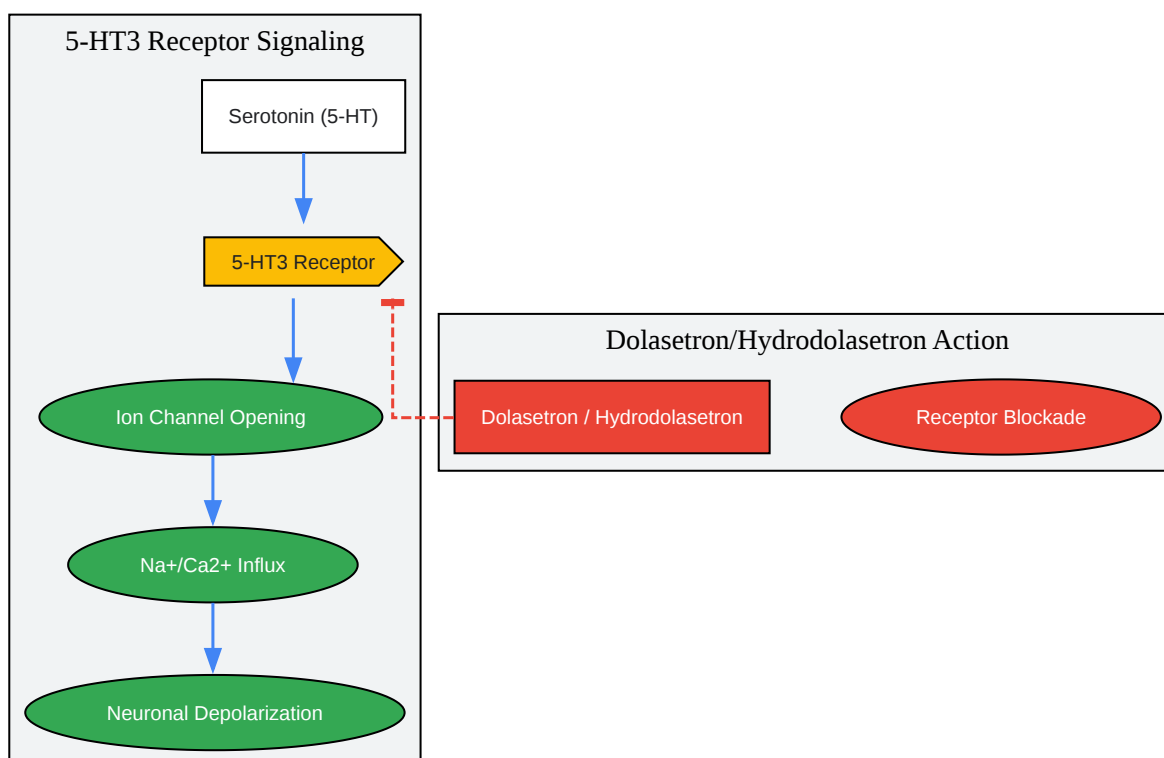 5-HT3 Receptor Signaling
Serotonin (5-HT)
5-HT3 Receptor
Ion Channel Opening
Na+/Ca2+ Influx
Neuronal Depolarization
Dolasetron/Hydrodolasetron Action
Dolasetron / Hydrodolasetron
Receptor Blockade